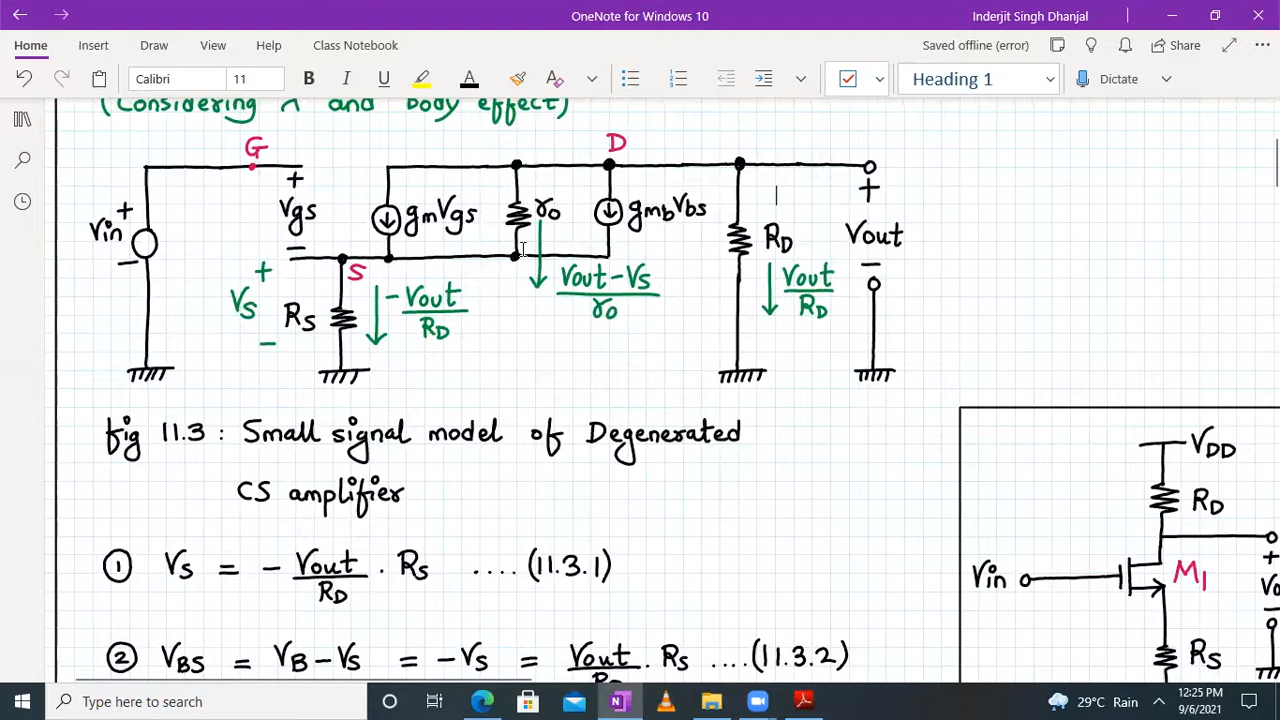 OneNote for Windows 10
Inderjit Singh Dhanjal
Home Insert Draw View Help Class Notebook
Saved offline (error) Share
Calibri 11 B I U A Heading 1 Dictate
(Considering λ and body effect)
G D
Vin + −
+ Vgs −
gmVgs
ro
gmbVbs
RD
+ Vout −
+ Vs −
S
Rs
−Vout/RD
Vout−Vs/ro
Vout/RD
fig 11.3 : Small signal model of Degenerated
CS amplifier
① Vs = − Vout/RD . Rs .... (11.3.1)
② VBS = VB − Vs = −Vs = Vout/RD . Rs ....(11.3.2)
VDD
RD
Vin
M1
+
Rs
Type here to search
29°C Rain
12:25 PM
9/6/2021